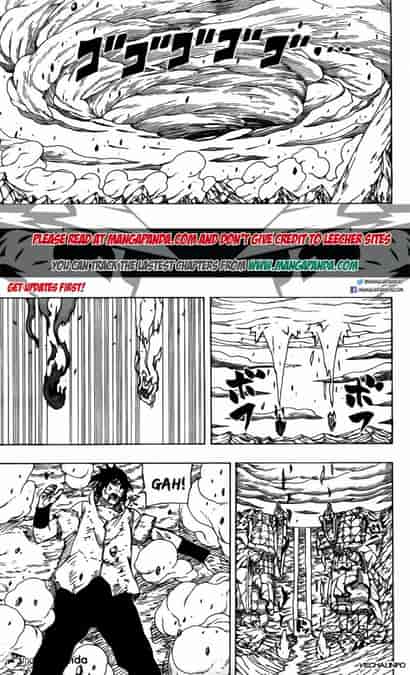 ゴゴゴゴゴ...
PLEASE READ AT MANGAPANDA.COM AND DON'T GIVE CREDIT TO LEECHER SITES
YOU CAN TRACK THE LASTEST CHAPTERS FROM WWW.MANGAPANDA.COM
GET UPDATES FIRST!
ボフ
ボフ
GAH!